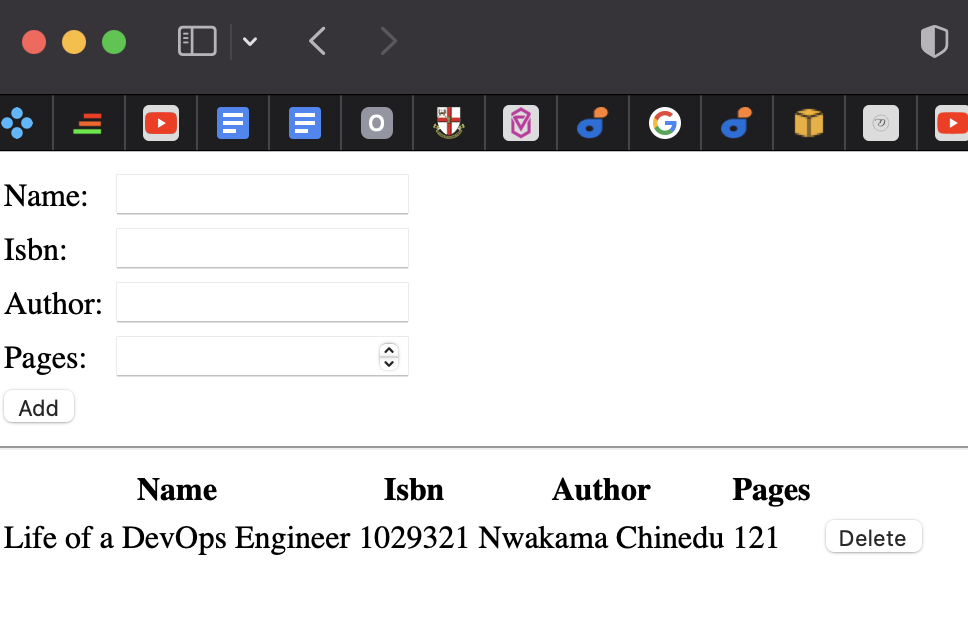 O
Name:
Isbn:
Author:
Pages:
Add
Name Isbn Author Pages
Life of a DevOps Engineer 1029321 Nwakama Chinedu 121 Delete